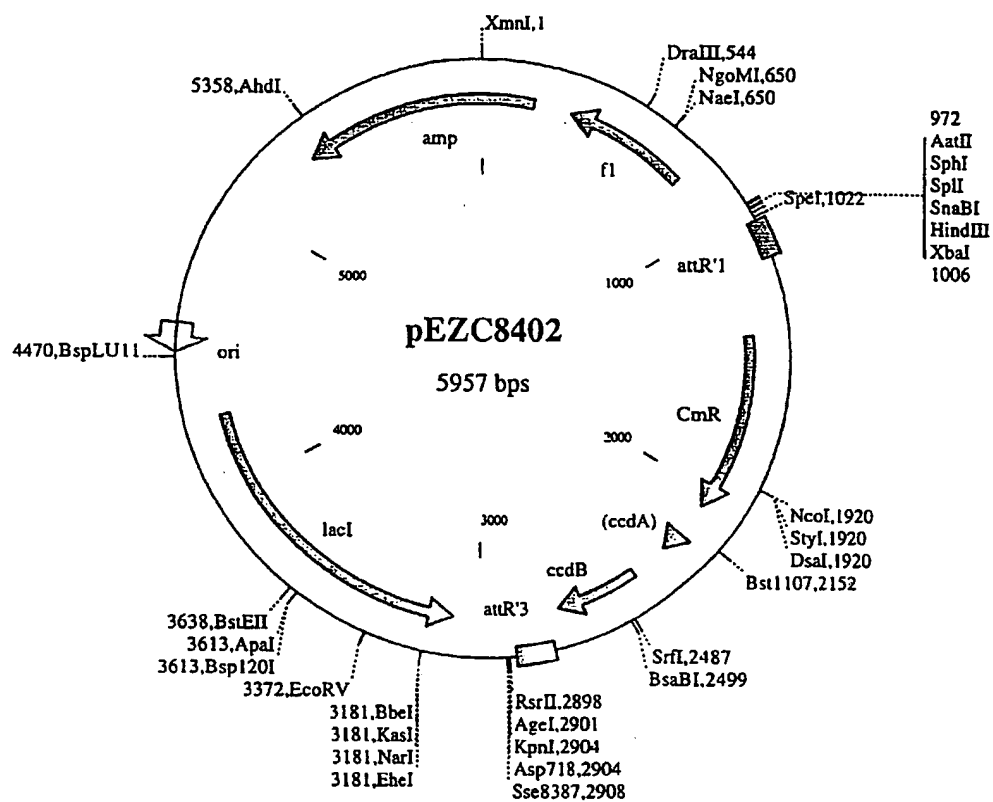 XmnI,1
DraIII,544
NgoMI,650
NaeI,650
5358,AhdI
972
AatII
SphI
SplI
SnaBI
HindIII
XbaI
1006
SpeI,1022
amp
f1
attR'1
5000
1000
pEZC8402
5957 bps
4470,BspLU11
ori
CmR
4000
2000
NcoI,1920
StyI,1920
DsaI,1920
Bst1107,2152
(ccdA)
lacI
3000
ccdB
attR'3
3638,BstEII
3613,ApaI
3613,Bsp120I
3372,EcoRV
3181,BbeI
3181,KasI
3181,NarI
3181,EheI
SrfI,2487
BsaBI,2499
RsrII,2898
AgeI,2901
KpnI,2904
Asp718,2904
Sse8387,2908